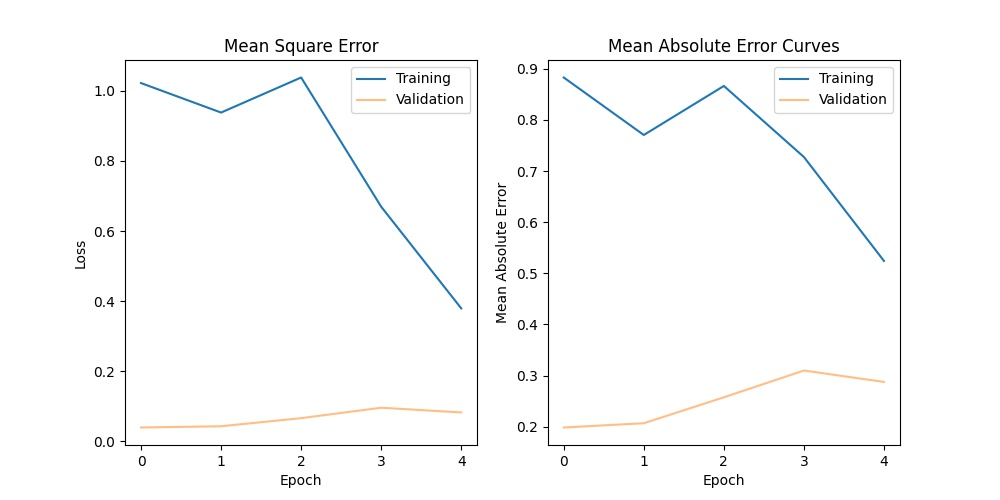 Mean Square Error
Training
Validation
1.0
0.8
0.6
0.4
0.2
0.0
Loss
0 1 2 3 4
Epoch
Mean Absolute Error Curves
Training
Validation
0.9
0.8
0.7
0.6
0.5
0.4
0.3
0.2
Mean Absolute Error
0 1 2 3 4
Epoch